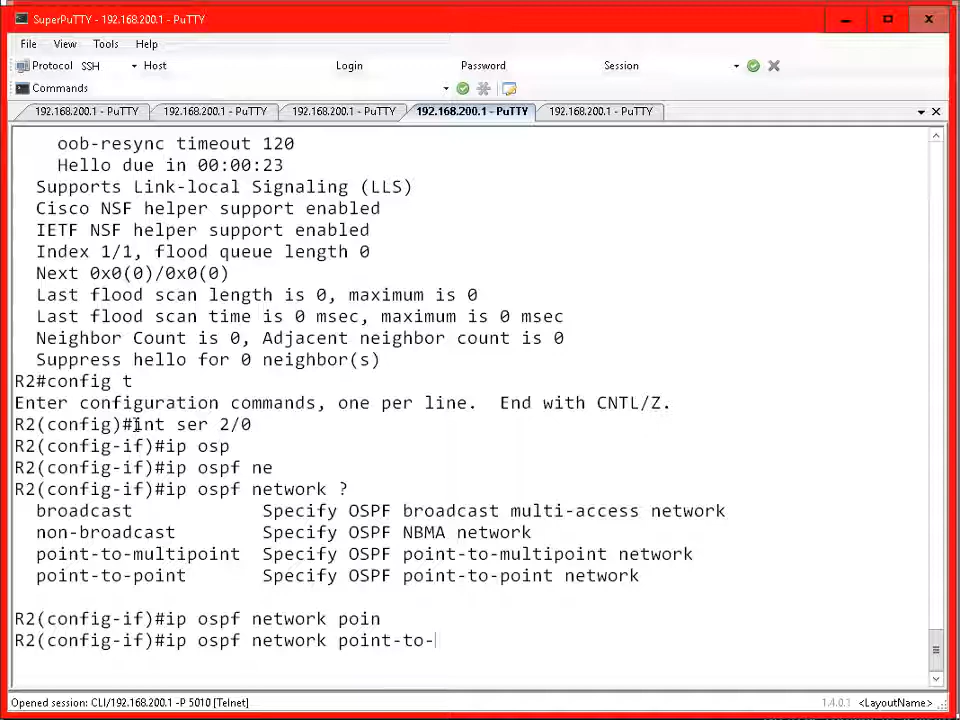 SuperPuTTY - 192.168.200.1 - PuTTY
File View Tools Help
Protocol SSH Host Login Password Session
Commands
192.168.200.1 - PuTTY 192.168.200.1 - PuTTY 192.168.200.1 - PuTTY 192.168.200.1 - PuTTY 192.168.200.1 - PuTTY
oob-resync timeout 120
Hello due in 00:00:23
Supports Link-local Signaling (LLS)
Cisco NSF helper support enabled
IETF NSF helper support enabled
Index 1/1, flood queue length 0
Next 0x0(0)/0x0(0)
Last flood scan length is 0, maximum is 0
Last flood scan time is 0 msec, maximum is 0 msec
Neighbor Count is 0, Adjacent neighbor count is 0
Suppress hello for 0 neighbor(s)
R2#config t
Enter configuration commands, one per line.  End with CNTL/Z.
R2(config)#int ser 2/0
R2(config-if)#ip osp
R2(config-if)#ip ospf ne
R2(config-if)#ip ospf network ?
broadcast Specify OSPF broadcast multi-access network
non-broadcast Specify OSPF NBMA network
point-to-multipoint Specify OSPF point-to-multipoint network
point-to-point Specify OSPF point-to-point network
R2(config-if)#ip ospf network poin
R2(config-if)#ip ospf network point-to-
Opened session: CLI/192.168.200.1 -P 5010 [Telnet] 1.4.0.1 <LayoutName>